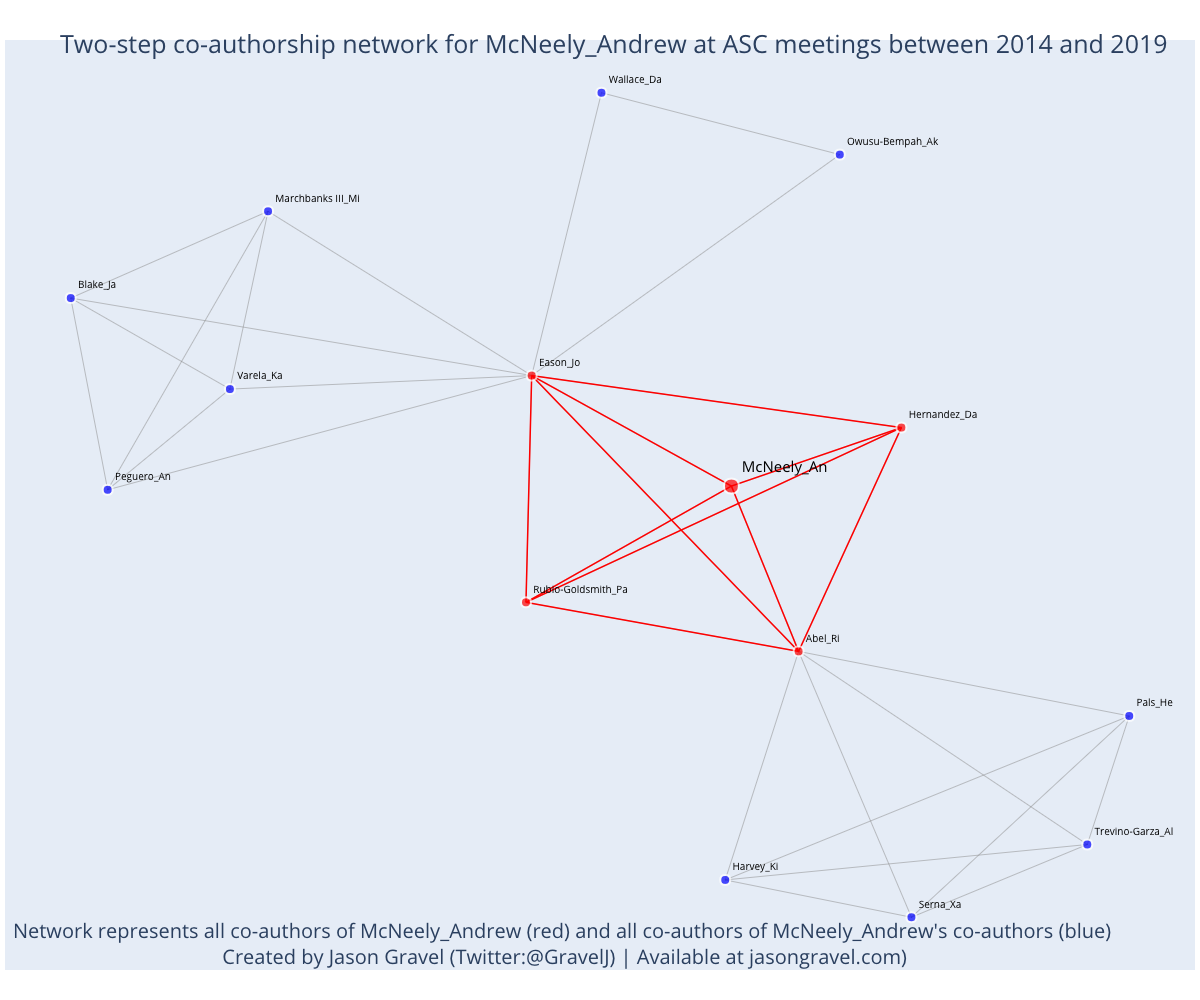 Two-step co-authorship network for McNeely_Andrew at ASC meetings between 2014 and 2019
Wallace_Da
Owusu-Bempah_Ak
Marchbanks III_Mi
Blake_Ja
Eason_Jo
Varela_Ka
Hernandez_Da
McNeely_An
Peguero_An
Rubio-Goldsmith_Pa
Abel_Ri
Pals_He
Trevino-Garza_Al
Harvey_Ki
Serna_Xa
Network represents all co-authors of McNeely_Andrew (red) and all co-authors of McNeely_Andrew's co-authors (blue)
Created by Jason Gravel (Twitter:@GravelJ) | Available at jasongravel.com)